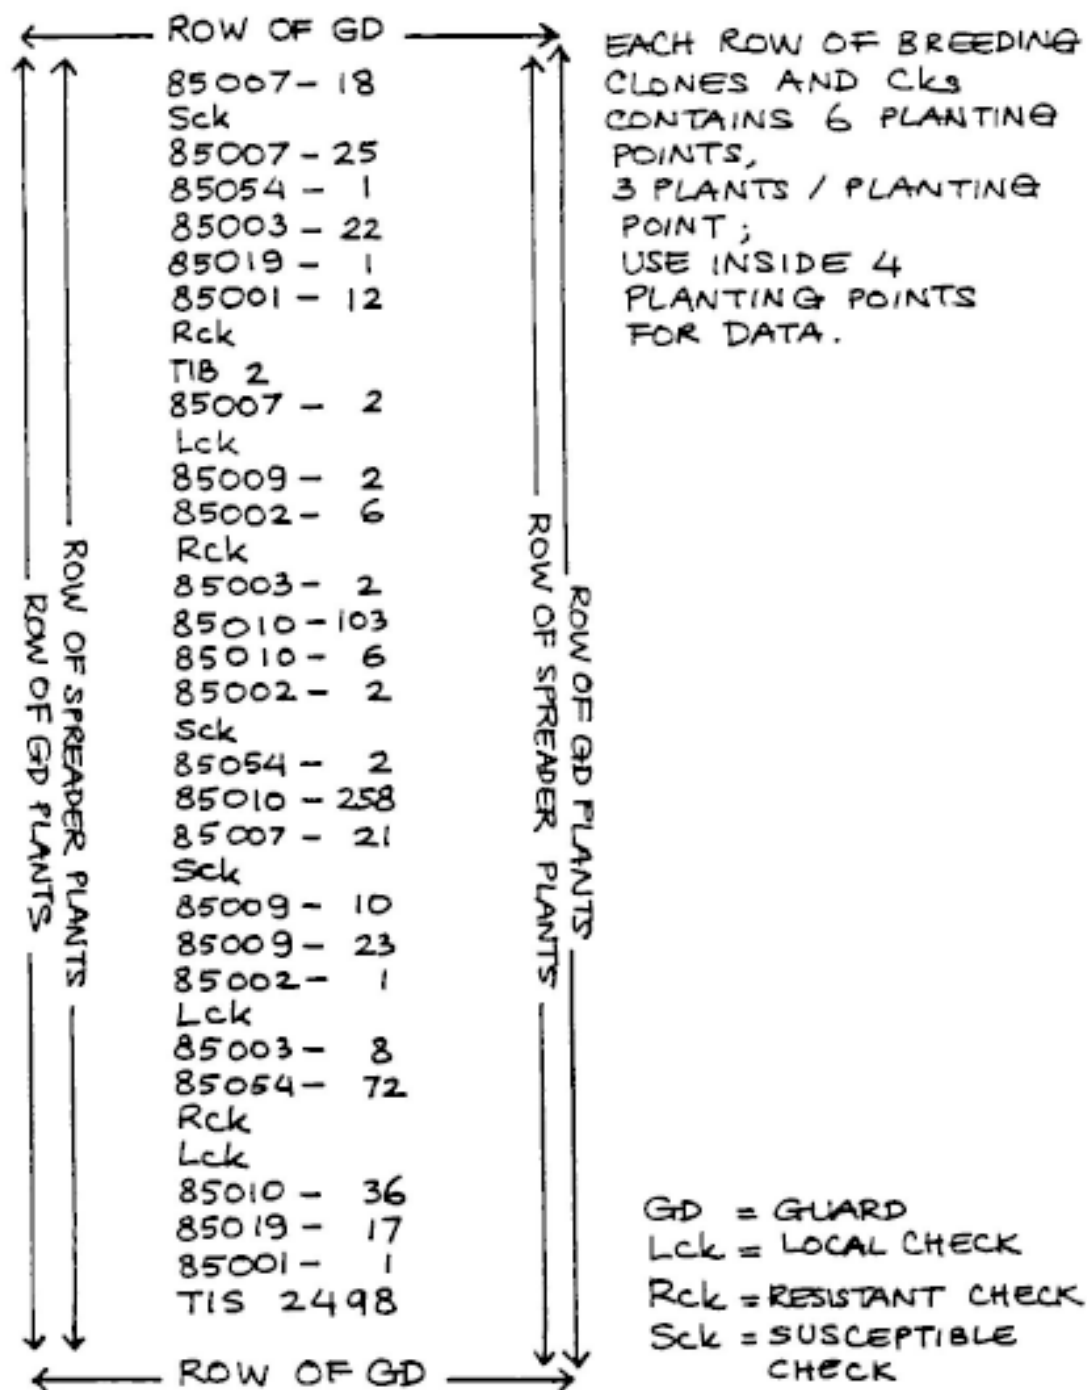 ROW OF GD
85007 - 18
Sck
85007 - 25
85054 - 1
85003 - 22
85019 - 1
85001 - 12
Rck
TIB 2
85007 - 2
Lck
85009 - 2
85002 - 6
Rck
85003 - 2
85010 - 103
85010 - 6
85002 - 2
Sck
85054 - 2
85010 - 258
85007 - 21
Sck
85009 - 10
85009 - 23
85002 - 1
Lck
85003 - 8
85054 - 72
Rck
Lck
85010 - 36
85019 - 17
85001 - 1
TIS 2498
ROW OF GD
ROW OF GD PLANTS
ROW OF SPREADER PLANTS
ROW OF SPREADER PLANTS
ROW OF GD PLANTS
EACH ROW OF BREEDING
CLONES AND CKs
CONTAINS 6 PLANTING
POINTS,
3 PLANTS / PLANTING
POINT;
USE INSIDE 4
PLANTING POINTS
FOR DATA.
GD = GUARD
Lck = LOCAL CHECK
Rck = RESISTANT CHECK
Sck = SUSCEPTIBLE
CHECK